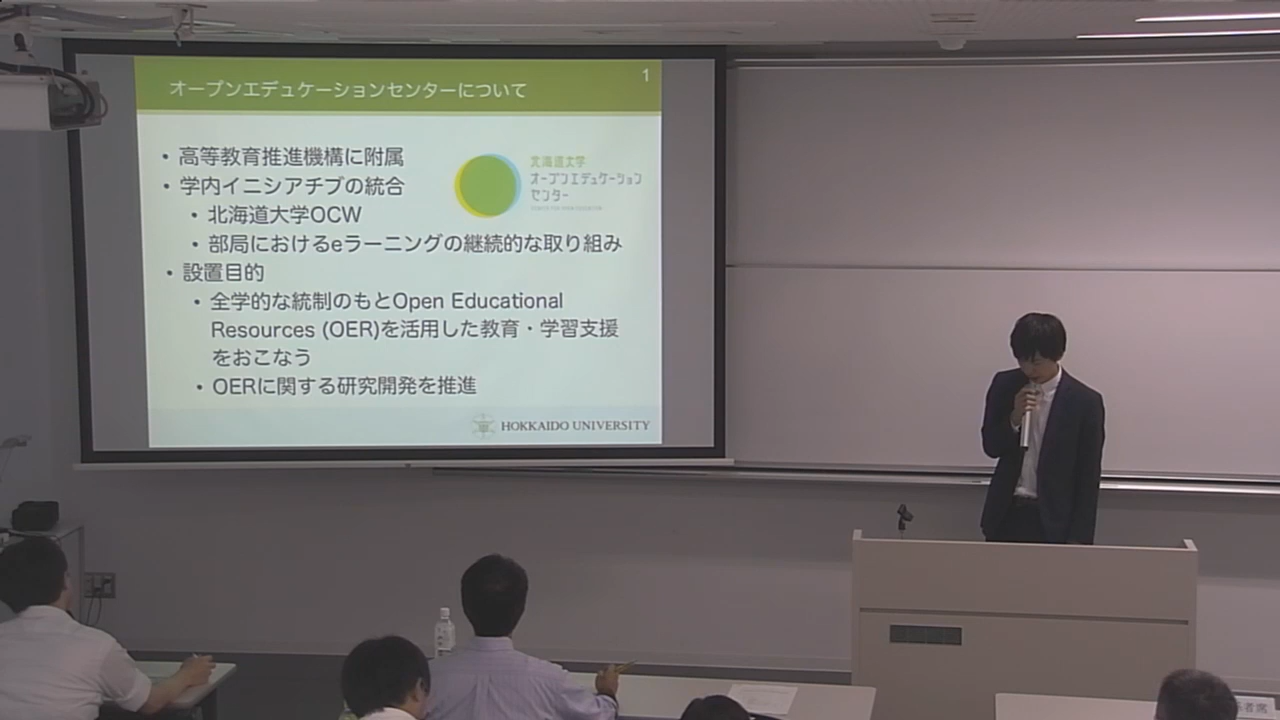 1
オープンエデュケーションセンターについて
• 高等教育推進機構に附属
• 学内イニシアチブの統合
• 北海道大学OCW
• 部局におけるeラーニングの継続的な取り組み
• 設置目的
• 全学的な統制のもとOpen Educational
Resources (OER)を活用した教育・学習支援
をおこなう
• OERに関する研究開発を推進
北海道大学
オープンエデュケーション
センター
HOKKAIDO UNIVERSITY
者席